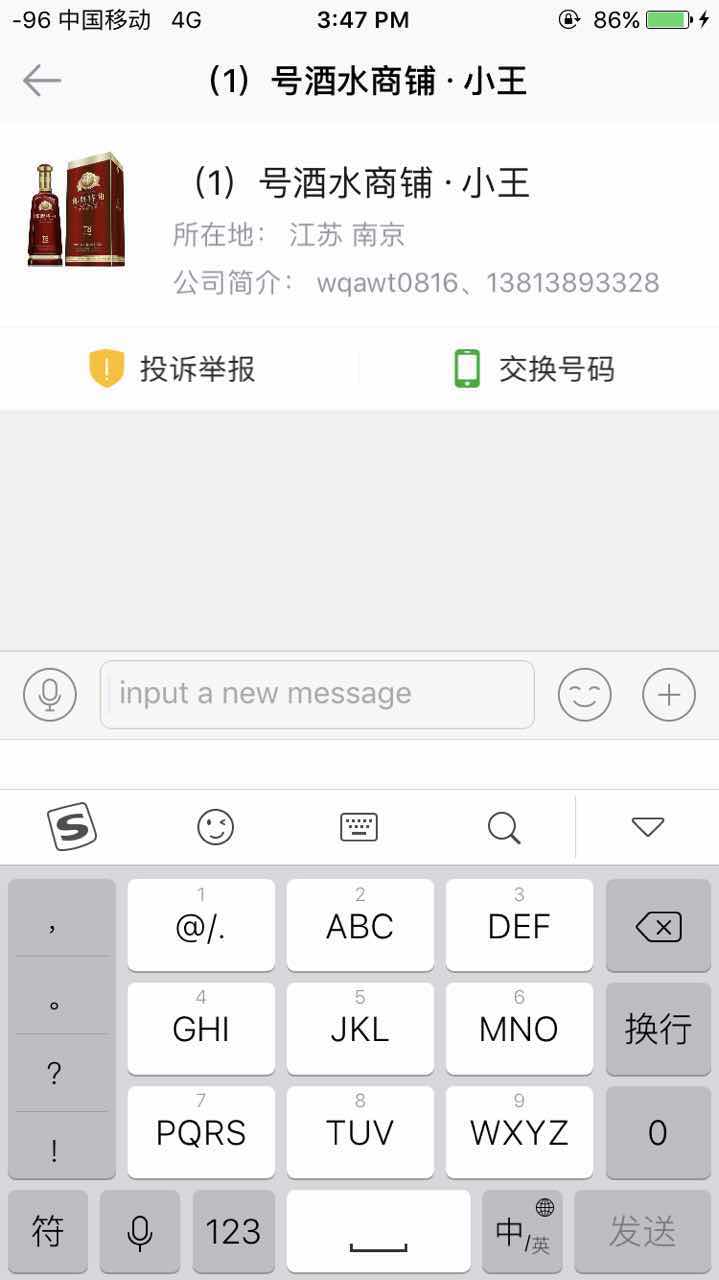 -96 中国移动 4G 3:47 PM 86%
（1）号酒水商铺 · 小王
（1）号酒水商铺 · 小王
所在地： 江苏 南京
公司简介： wqawt0816、13813893328
投诉举报 交换号码
input a new message
S
， 1 @/. 2 ABC 3 DEF
。 4 GHI 5 JKL 6 MNO 换行
? 7 PQRS 8 TUV 9 WXYZ 0
!
符 123 中/英 发送